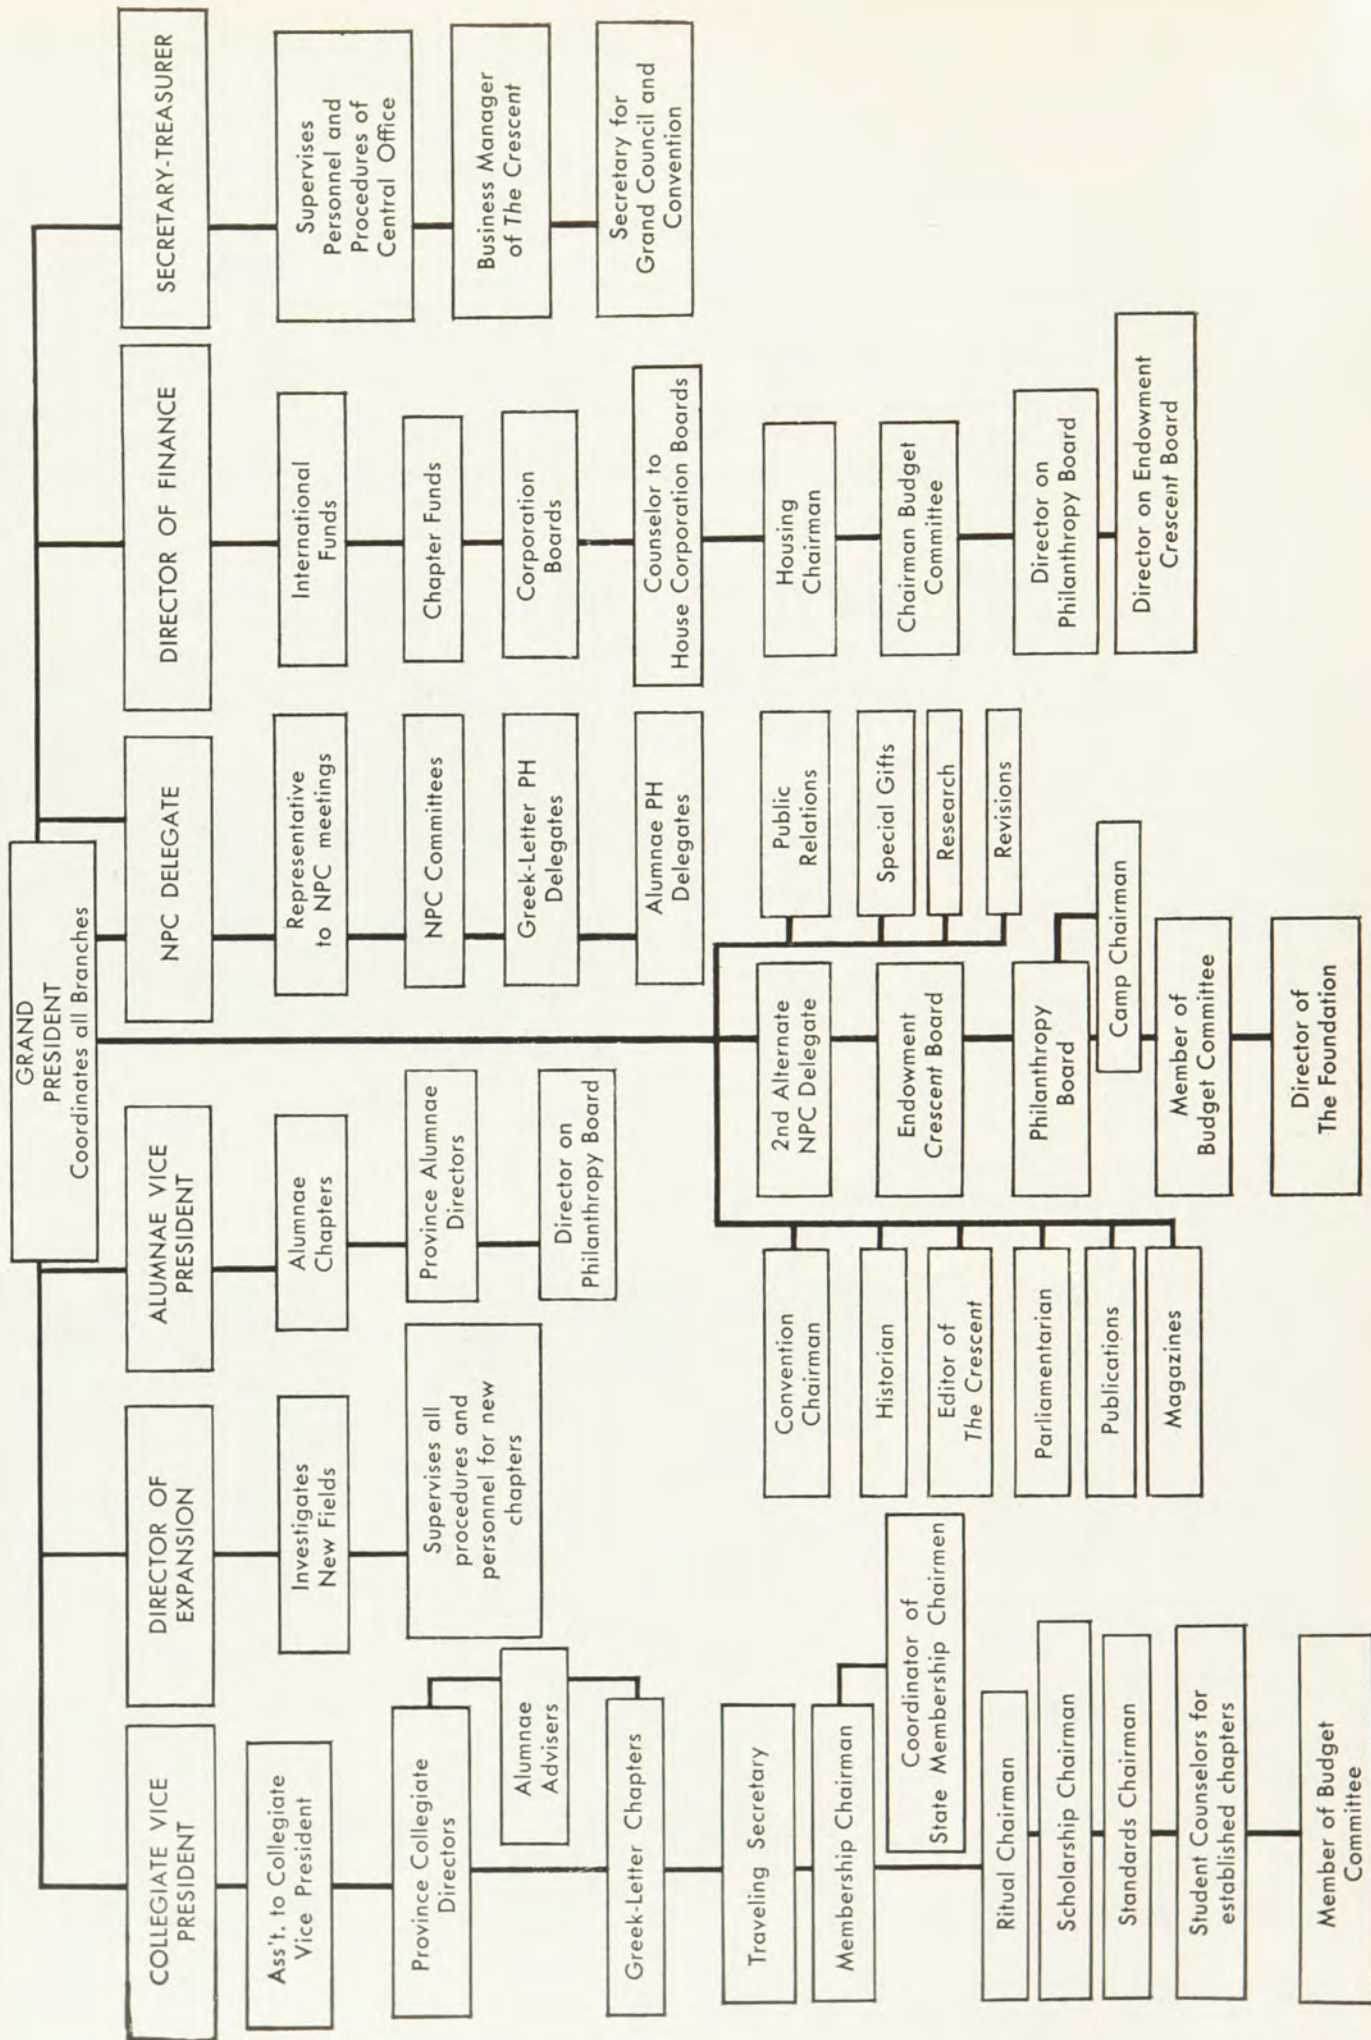 GRAND
PRESIDENT
Coordinates all Branches
COLLEGIATE VICE
PRESIDENT
Ass't. to Collegiate
Vice President
Province Collegiate
Directors
Alumnae
Advisers
Greek-Letter Chapters
Traveling Secretary
Membership Chairman
Coordinator of
State Membership Chairmen
Ritual Chairman
Scholarship Chairman
Standards Chairman
Student Counselors for
established chapters
Member of Budget
Committee
DIRECTOR OF
EXPANSION
Investigates
New Fields
Supervises all
procedures and
personnel for new
chapters
ALUMNAE VICE
PRESIDENT
Alumnae
Chapters
Province Alumnae
Directors
Director on
Philanthropy Board
Convention
Chairman
Historian
Editor of
The Crescent
Parliamentarian
Publications
Magazines
2nd Alternate
NPC Delegate
Endowment
Crescent Board
Philanthropy
Board
Camp Chairman
Member of
Budget Committee
Director of
The Foundation
Public
Relations
Special Gifts
Research
Revisions
NPC DELEGATE
Representative
to NPC meetings
NPC Committees
Greek-Letter PH
Delegates
Alumnae PH
Delegates
DIRECTOR OF FINANCE
International
Funds
Chapter Funds
Corporation
Boards
Counselor to
House Corporation Boards
Housing
Chairman
Chairman Budget
Committee
Director on
Philanthropy Board
Director on Endowment
Crescent Board
SECRETARY-TREASURER
Supervises
Personnel and
Procedures of
Central Office
Business Manager
of The Crescent
Secretary for
Grand Council and
Convention